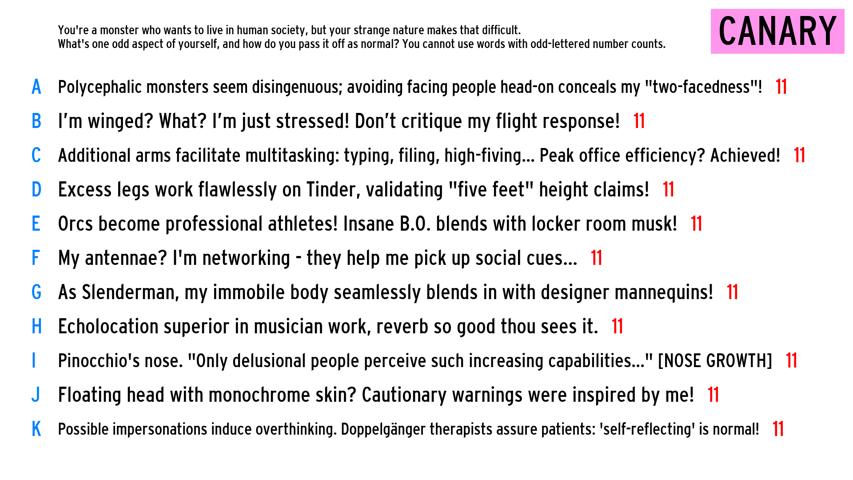 You're a monster who wants to live in human society, but your strange nature makes that difficult.
What's one odd aspect of yourself, and how do you pass it off as normal? You cannot use words with odd-lettered number counts.
CANARY
A Polycephalic monsters seem disingenuous; avoiding facing people head-on conceals my "two-facedness"! 11
B I’m winged? What? I’m just stressed! Don’t critique my flight response! 11
C Additional arms facilitate multitasking: typing, filing, high-fiving... Peak office efficiency? Achieved! 11
D Excess legs work flawlessly on Tinder, validating "five feet" height claims! 11
E Orcs become professional athletes! Insane B.O. blends with locker room musk! 11
F My antennae? I'm networking - they help me pick up social cues... 11
G As Slenderman, my immobile body seamlessly blends in with designer mannequins! 11
H Echolocation superior in musician work, reverb so good thou sees it. 11
I Pinocchio's nose. "Only delusional people perceive such increasing capabilities..." [NOSE GROWTH] 11
J Floating head with monochrome skin? Cautionary warnings were inspired by me! 11
K Possible impersonations induce overthinking. Doppelgänger therapists assure patients: 'self-reflecting' is normal! 11